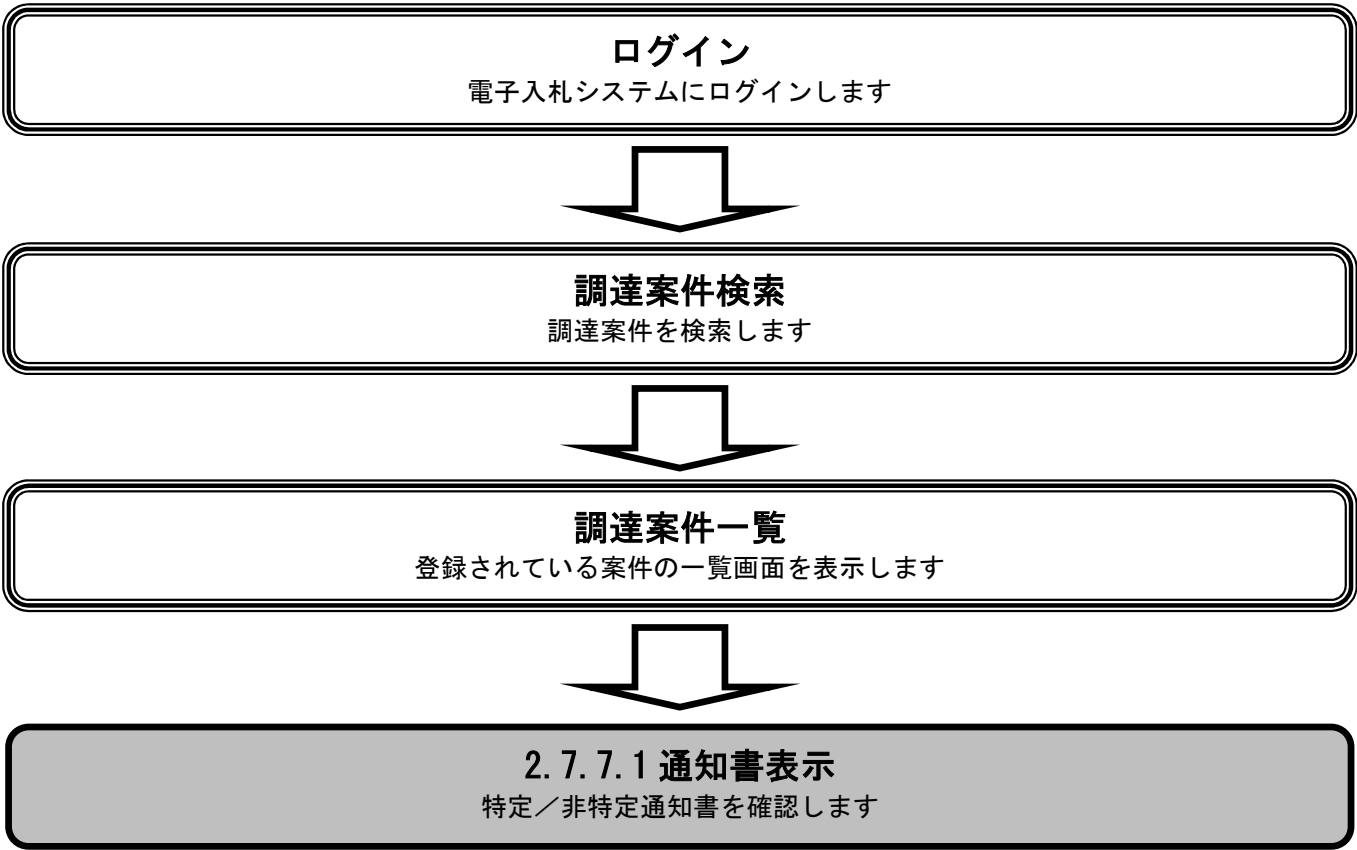 ログイン
電子入札システムにログインします
調達案件検索
調達案件を検索します
調達案件一覧
登録されている案件の一覧画面を表示します
2.7.7.1 通知書表示
特定／非特定通知書を確認します